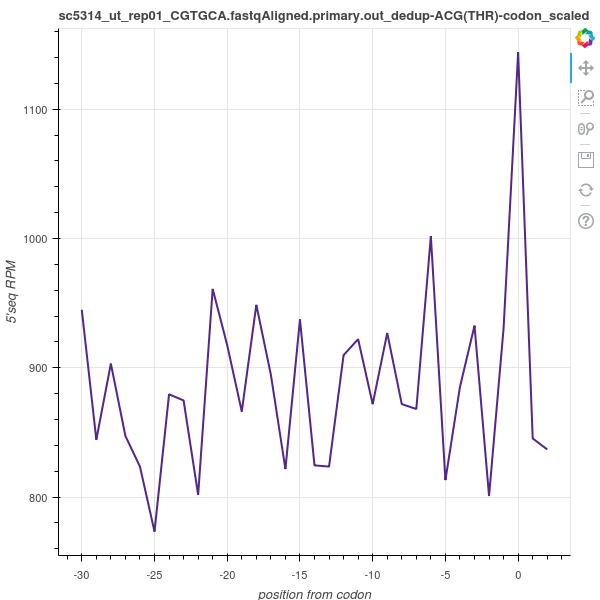 sc5314_ut_rep01_CGTGCA.fastqAligned.primary.out_dedup-ACG(THR)-codon_scaled
5'seq RPM
1100
1000
900
800
-30 -25 -20 -15 -10 -5 0
position from codon